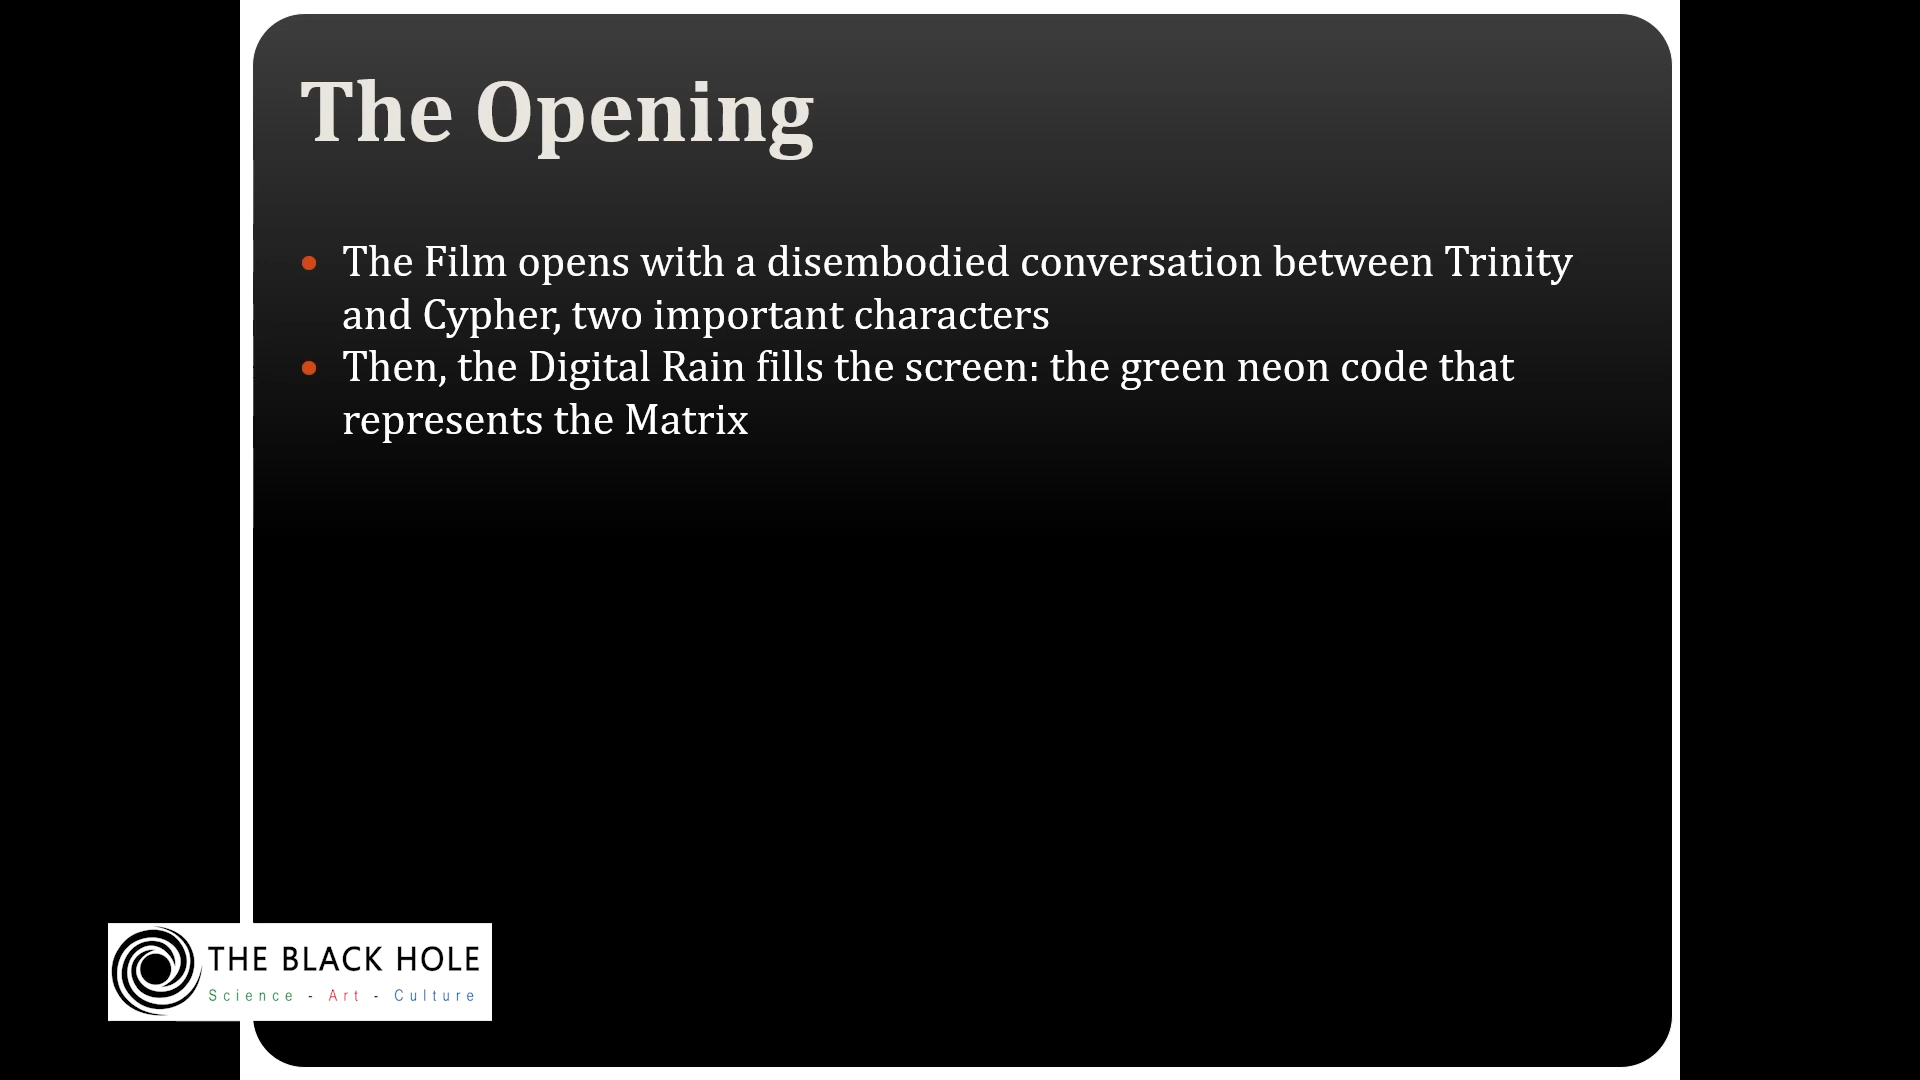 The Opening
• The Film opens with a disembodied conversation between Trinity
and Cypher, two important characters
• Then, the Digital Rain fills the screen: the green neon code that
represents the Matrix
THE BLACK HOLE
Science - Art - Culture